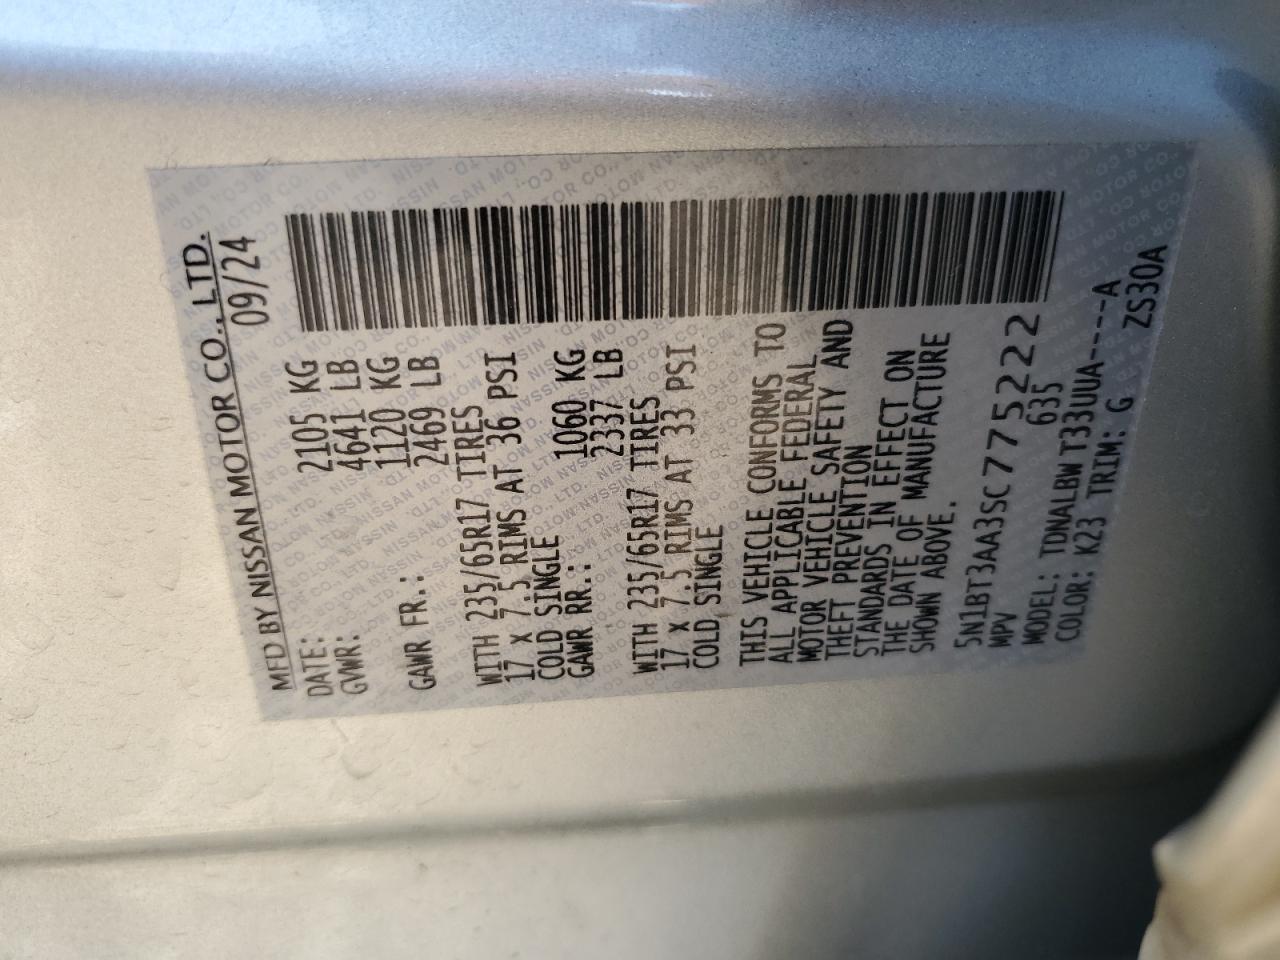 MFD BY NISSAN MOTOR CO., LTD.
DATE: 09/24
GVWR: 2105 KG
4641 LB
GAWR FR.: 1120 KG
2469 LB
WITH 235/65R17 TIRES
17 X 7.5 RIMS AT 36 PSI
COLD SINGLE
GAWR RR.: 1060 KG
2337 LB
WITH 235/65R17 TIRES
17 X 7.5 RIMS AT 33 PSI
COLD SINGLE
THIS VEHICLE CONFORMS TO
ALL APPLICABLE FEDERAL
MOTOR VEHICLE SAFETY AND
THEFT PREVENTION
STANDARDS IN EFFECT ON
THE DATE OF MANUFACTURE
SHOWN ABOVE.
5N1BT3AA3SC775222
MPV 635
MODEL: TDNALBWT33UUA----A
COLOR: K23 TRIM: G ZS30A